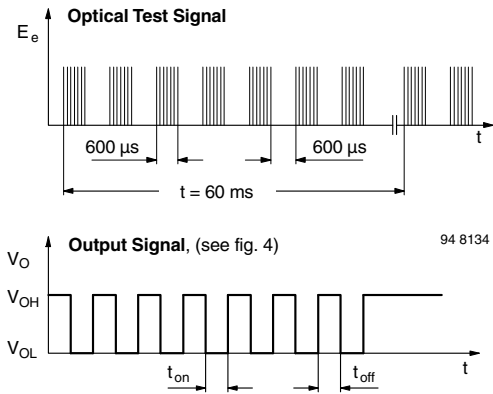 Optical Test Signal
E e
t
600 µs
600 µs
t = 60 ms
Output Signal, (see fig. 4)
94 8134
V O
V OH
V OL
t on
t off
t